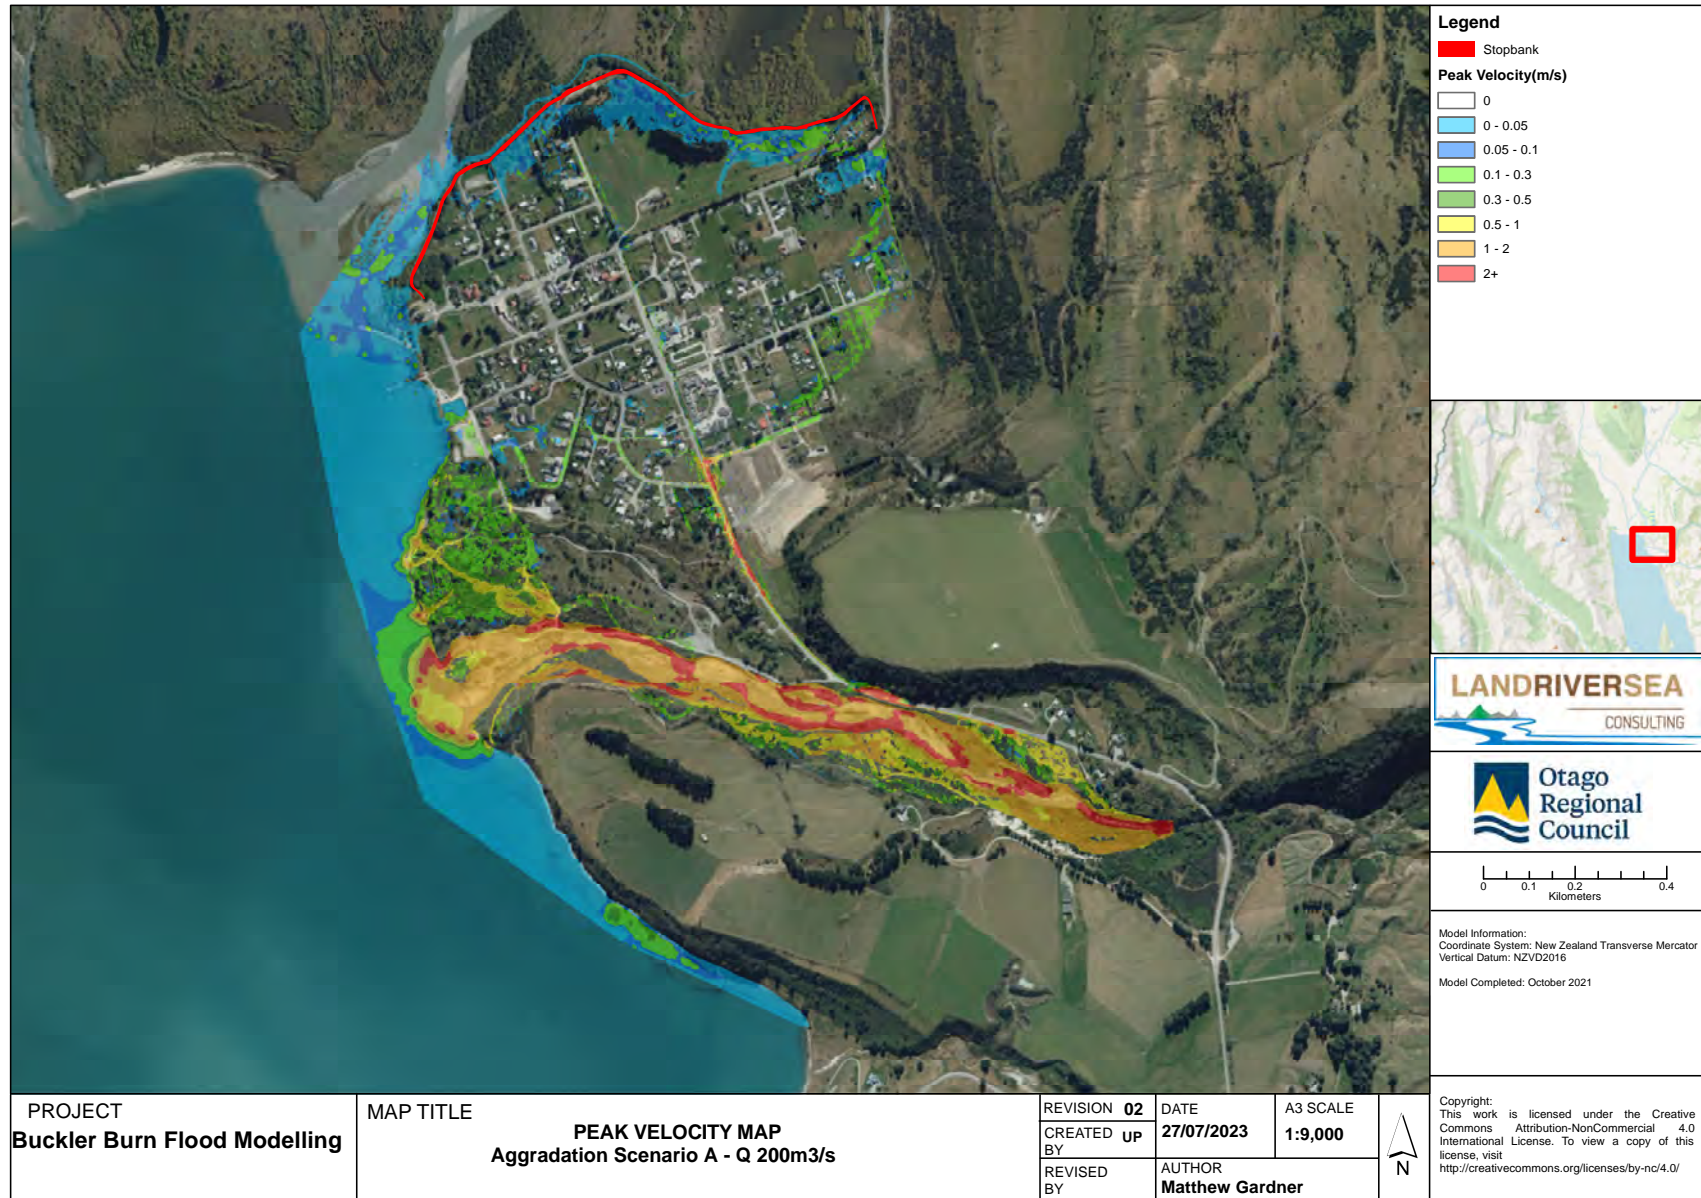 Legend
Stopbank
Peak Velocity(m/s)
0
0 - 0.05
0.05 - 0.1
0.1 - 0.3
0.3 - 0.5
0.5 - 1
1 - 2
2+
LANDRIVERSEA
CONSULTING
Otago
Regional
Council
0 0.1 0.2 0.4
Kilometers
Model Information:
Coordinate System: New Zealand Transverse Mercator
Vertical Datum: NZVD2016
Model Completed: October 2021
Copyright:
This work is licensed under the Creative
Commons Attribution-NonCommercial 4.0
International License. To view a copy of this
license, visit
http://creativecommons.org/licenses/by-nc/4.0/
PROJECT
Buckler Burn Flood Modelling
MAP TITLE
PEAK VELOCITY MAP
Aggradation Scenario A - Q 200m3/s
REVISION 02
CREATED BY UP
REVISED BY
DATE
27/07/2023
A3 SCALE
1:9,000
AUTHOR
Matthew Gardner
N